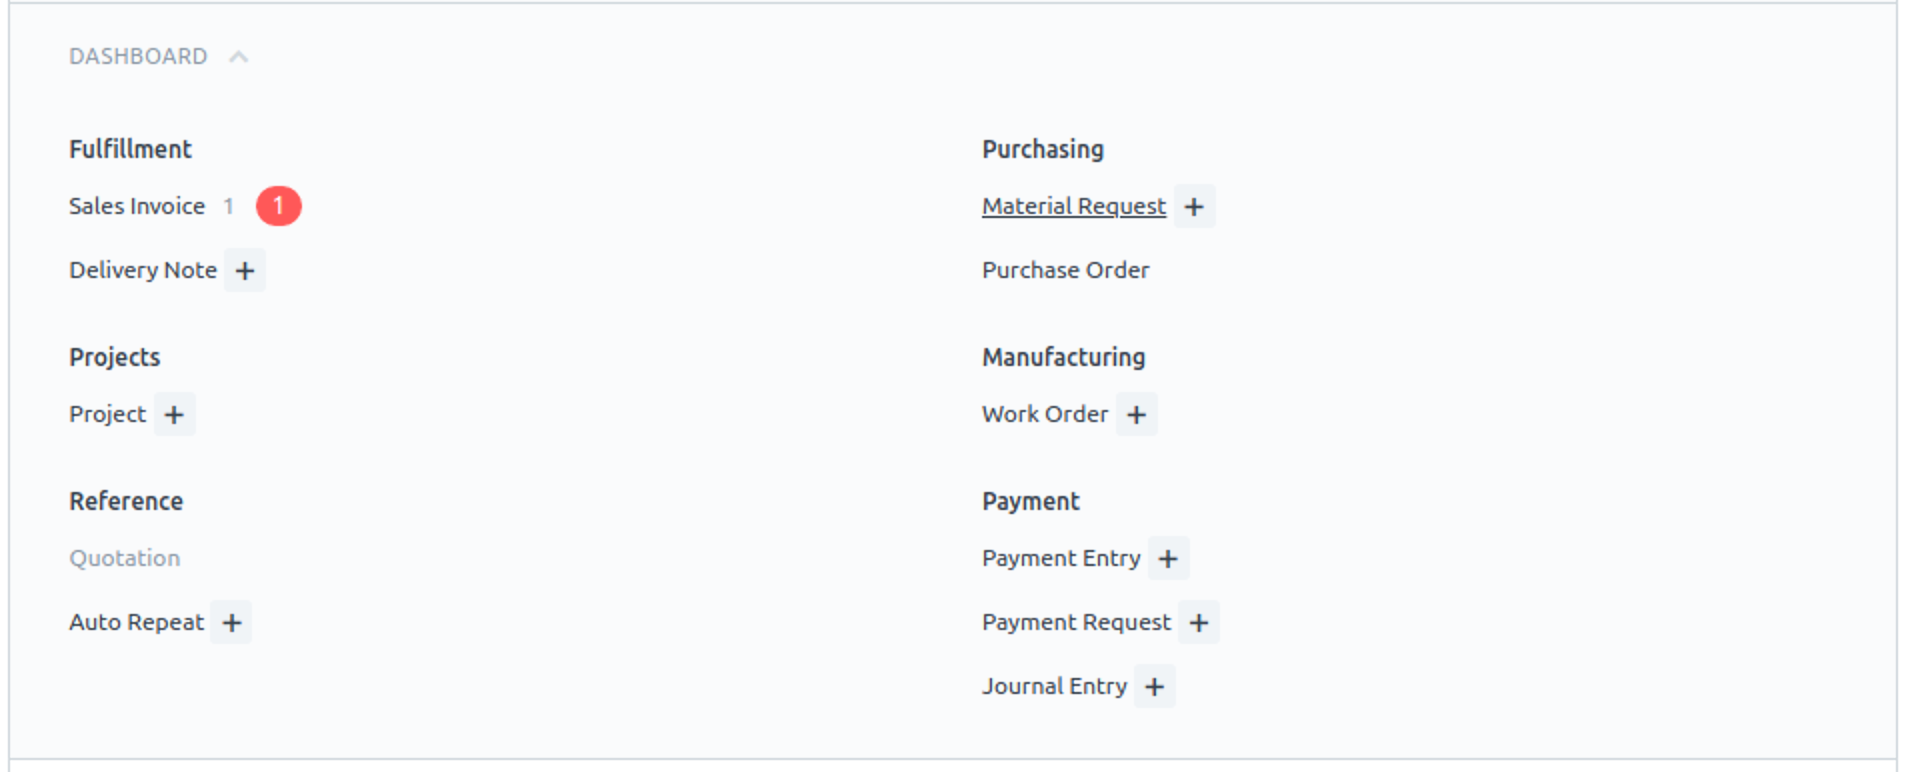 DASHBOARD
Fulfillment
Sales Invoice 1 1
Delivery Note +
Projects
Project +
Reference
Quotation
Auto Repeat +
Purchasing
Material Request +
Purchase Order
Manufacturing
Work Order +
Payment
Payment Entry +
Payment Request +
Journal Entry +